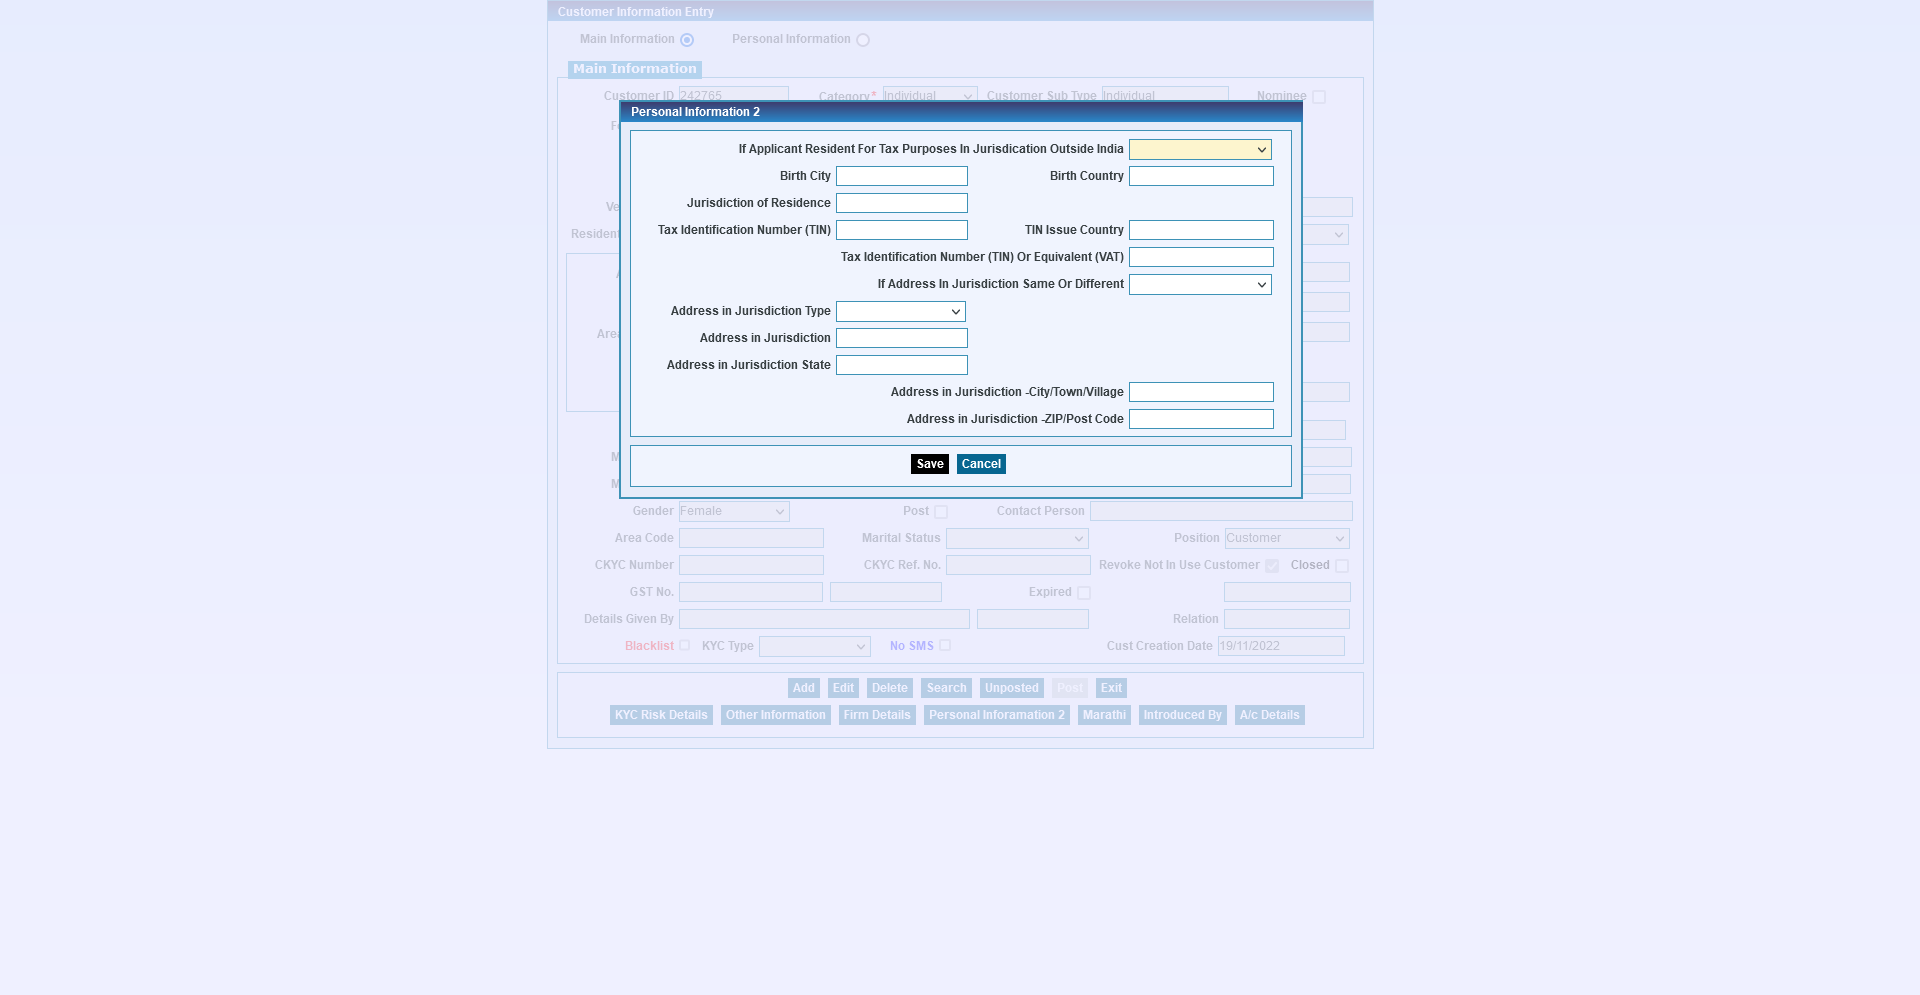 Customer Information Entry
Main Information Personal Information
Main Information
Customer ID 242765 Category* Individual Customer Sub Type Individual Nominee
Personal Information 2
If Applicant Resident For Tax Purposes In Jurisdication Outside India
Birth City Birth Country
Jurisdiction of Residence
Resident
Tax Identification Number (TIN) TIN Issue Country
Tax Identification Number (TIN) Or Equivalent (VAT)
If Address In Jurisdiction Same Or Different
Address in Jurisdiction Type
Area
Address in Jurisdiction
Address in Jurisdiction State
Address in Jurisdiction -City/Town/Village
Address in Jurisdiction -ZIP/Post Code
Save Cancel
Gender Female Post Contact Person
Area Code Marital Status Position Customer
CKYC Number CKYC Ref. No. Revoke Not In Use Customer Closed
GST No. Expired
Details Given By Relation
Blacklist KYC Type No SMS Cust Creation Date 19/11/2022
Add Edit Delete Search Unposted Post Exit
KYC Risk Details Other Information Firm Details Personal Inforamation 2 Marathi Introduced By A/c Details